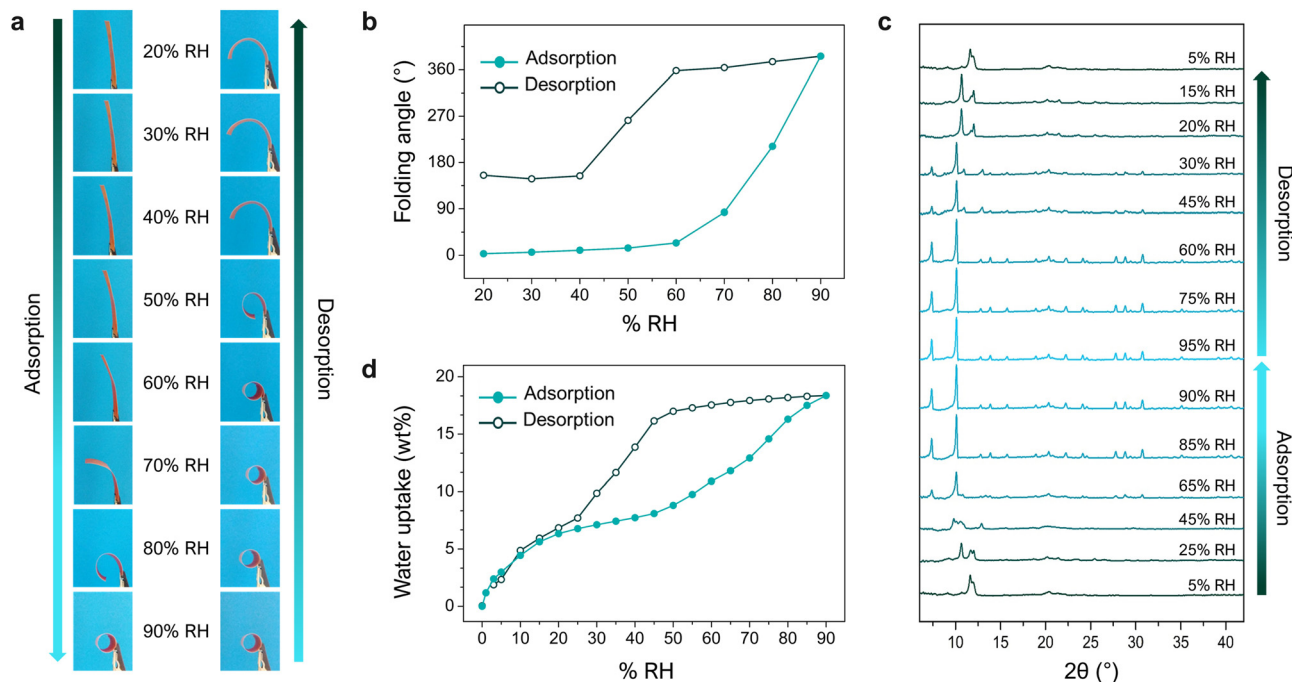 a
20% RH
30% RH
40% RH
50% RH
60% RH
70% RH
80% RH
90% RH
Adsorption
Desorption
b
Adsorption
Desorption
Folding angle (°)
360
270
180
90
0
20 30 40 50 60 70 80 90
% RH
d
Adsorption
Desorption
Water uptake (wt%)
20
15
10
5
0
0 10 20 30 40 50 60 70 80 90
% RH
c
5% RH
15% RH
20% RH
30% RH
45% RH
60% RH
75% RH
95% RH
90% RH
85% RH
65% RH
45% RH
25% RH
5% RH
Desorption
Adsorption
10 15 20 25 30 35 40
2θ (°)